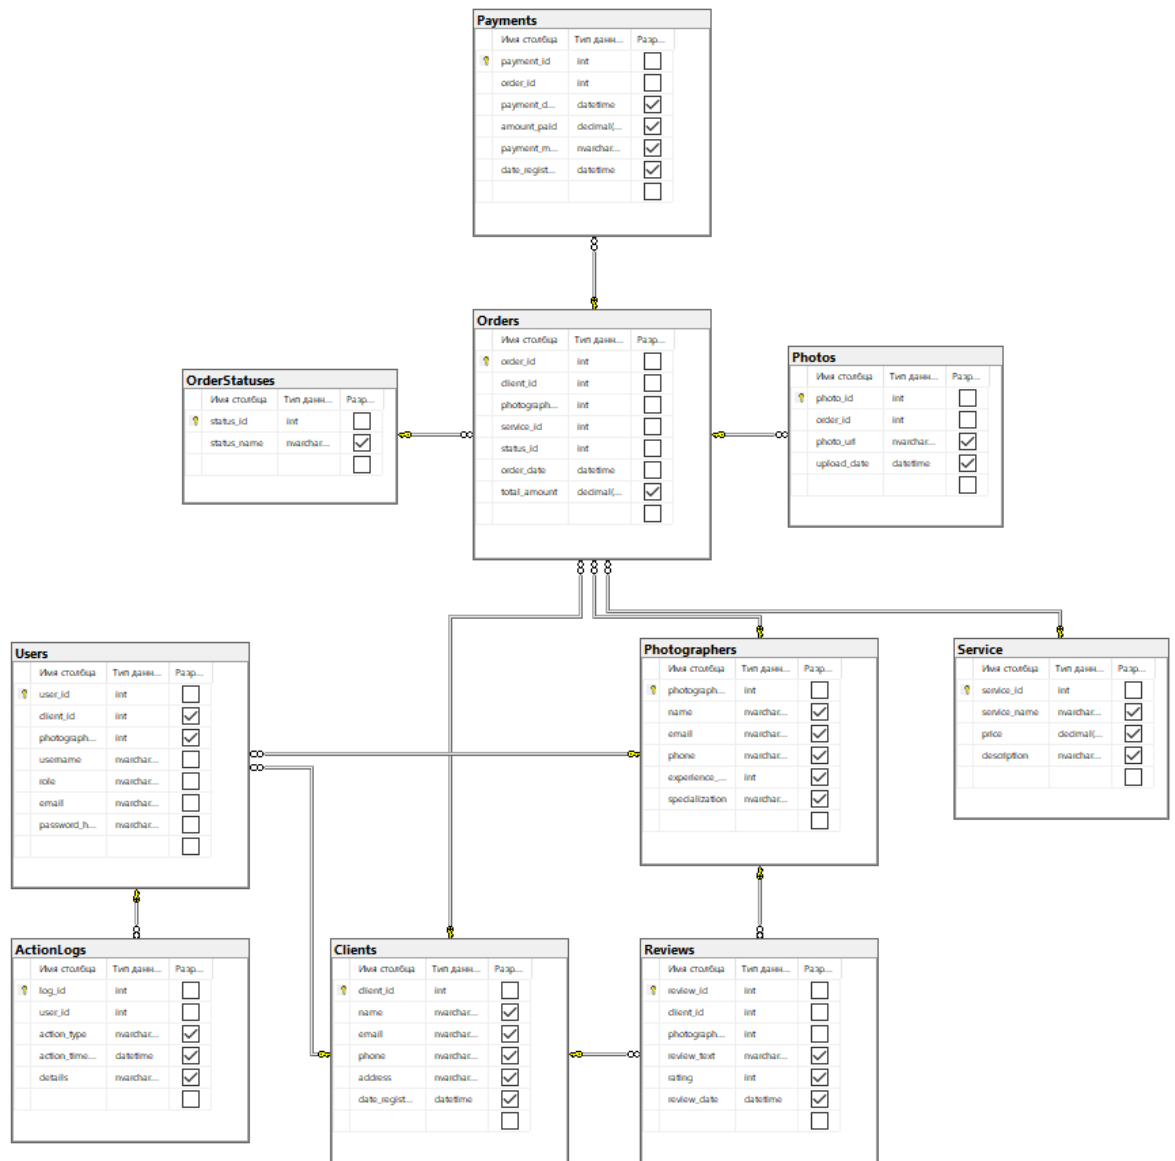 Payments
Имя столбца Тип данн... Разр...
payment_id int
order_id int
payment_d... datetime
amount_paid decimal(...
payment_m... nvarchar...
date_regist... datetime
Orders
Имя столбца Тип данн... Разр...
order_id int
client_id int
photograph... int
service_id int
status_id int
order_date datetime
total_amount decimal(...
OrderStatuses
Имя столбца Тип данн... Разр...
status_id int
status_name nvarchar...
Photos
Имя столбца Тип данн... Разр...
photo_id int
order_id int
photo_url nvarchar...
upload_date datetime
Users
Имя столбца Тип данн... Разр...
user_id int
client_id int
photograph... int
username nvarchar...
role nvarchar...
email nvarchar...
password_h... nvarchar...
Photographers
Имя столбца Тип данн... Разр...
photograph... int
name nvarchar...
email nvarchar...
phone nvarchar...
experience_... int
specialization nvarchar...
Service
Имя столбца Тип данн... Разр...
service_id int
service_name nvarchar...
price decimal(...
description nvarchar...
ActionLogs
Имя столбца Тип данн... Разр...
log_id int
user_id int
action_type nvarchar...
action_time... datetime
details nvarchar...
Clients
Имя столбца Тип данн... Разр...
client_id int
name nvarchar...
email nvarchar...
phone nvarchar...
address nvarchar...
date_regist... datetime
Reviews
Имя столбца Тип данн... Разр...
review_id int
client_id int
photograph... int
review_text nvarchar...
rating int
review_date datetime